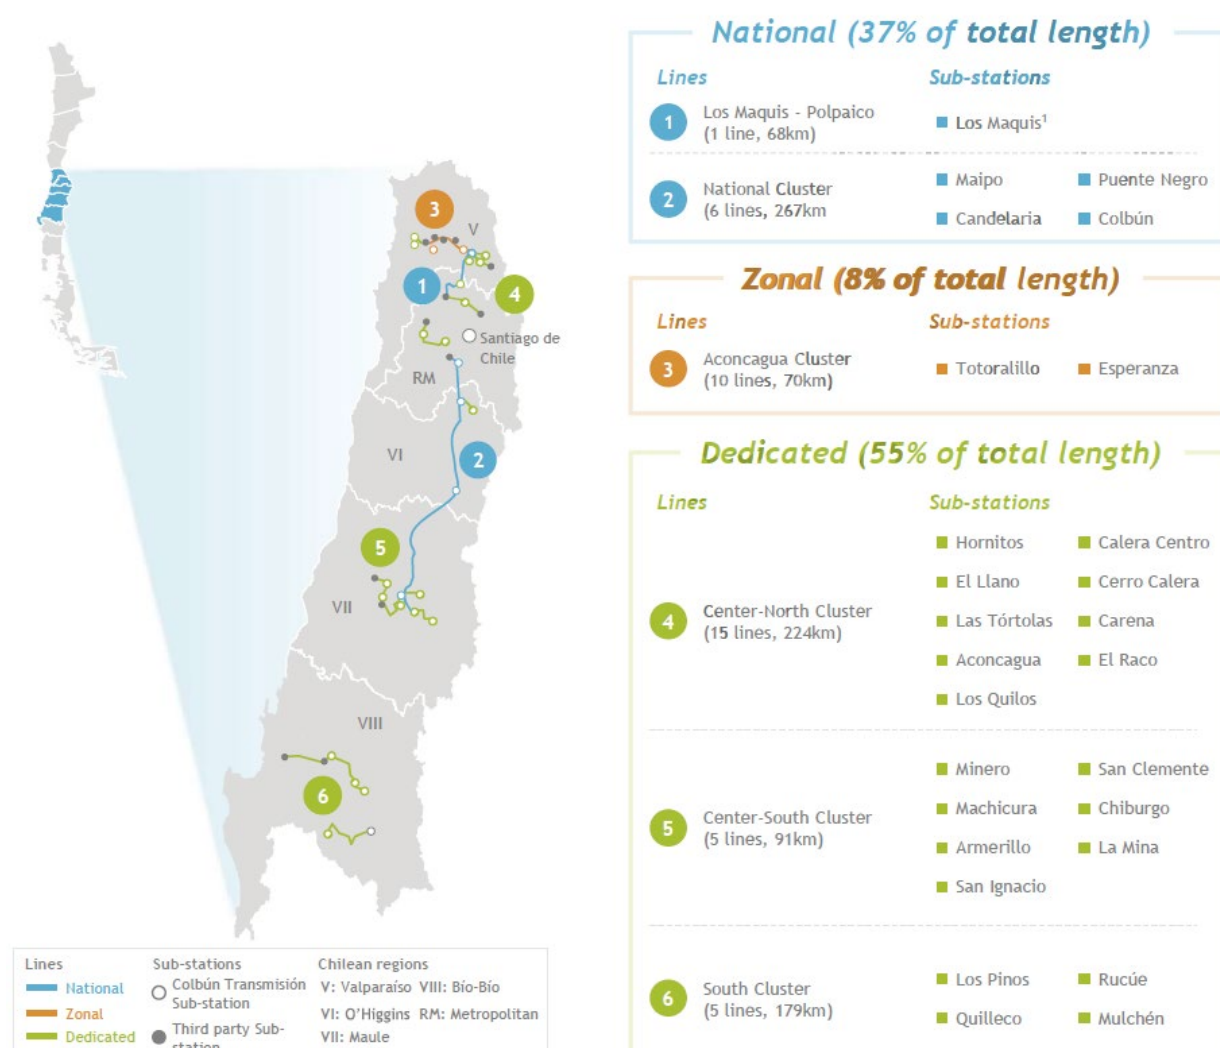 3
V
1
4
Santiago de
Chile
RM
VI
2
5
VII
VIII
6
Lines
National
Zonal
Dedicated
Sub-stations
Colbún Transmisión
Sub-station
Third party Sub-
station
Chilean regions
V: Valparaíso VIII: Bío-Bío
VI: O'Higgins RM: Metropolitan
VII: Maule
National (37% of total length)
Lines Sub-stations
1 Los Maquis - Polpaico
(1 line, 68km)
Los Maquis¹
2 National Cluster
(6 lines, 267km
Maipo Puente Negro
Candelaria Colbún
Zonal (8% of total length)
Lines Sub-stations
3 Aconcagua Cluster
(10 lines, 70km)
Totoralillo Esperanza
Dedicated (55% of total length)
Lines Sub-stations
4 Center-North Cluster
(15 lines, 224km)
Hornitos Calera Centro
El Llano Cerro Calera
Las Tórtolas Carena
Aconcagua El Raco
Los Quilos
5 Center-South Cluster
(5 lines, 91km)
Minero San Clemente
Machicura Chiburgo
Armerillo La Mina
San Ignacio
6 South Cluster
(5 lines, 179km)
Los Pinos Rucúe
Quilleco Mulchén